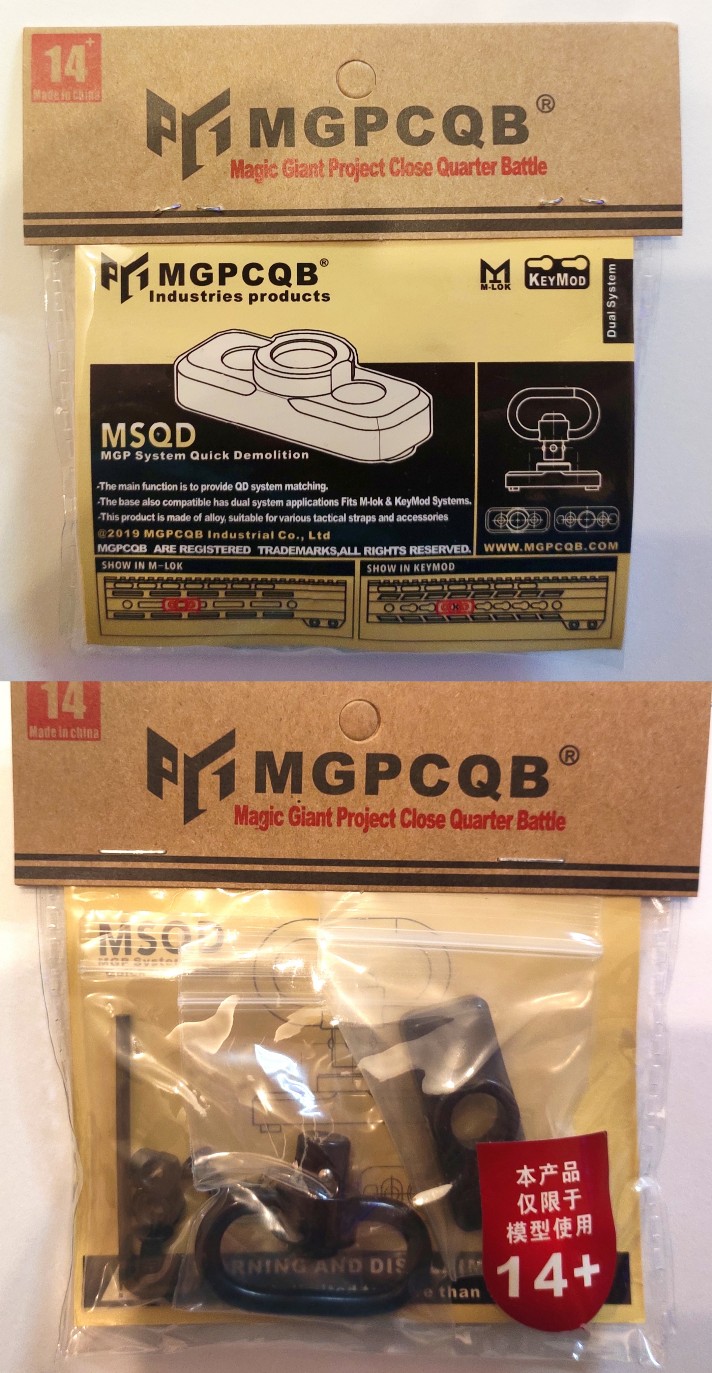 14+
Made in china
MGPCQB®
Magic Giant Project Close Quarter Battle
MGPCQB®
Industries products
M-LOK
KEYMOD
Dual System
MSQD
MGP System Quick Demolition
-The main function is to provide QD system matching.
-The base also compatible has dual system applications Fits M-lok & KeyMod Systems.
-This product is made of alloy, suitable for various tactical straps and accessories
@2019 MGPCQB Industrial Co., Ltd
MGPCQB ARE REGISTERED TRADEMARKS,ALL RIGHTS RESERVED.
WWW.MGPCQB.COM
SHOW IN M-LOK
SHOW IN KEYMOD
14
Made in china
MGPCQB®
Magic Giant Project Close Quarter Battle
MSQD
MGP System
AND
than
本产品
仅限于
模型使用
14+